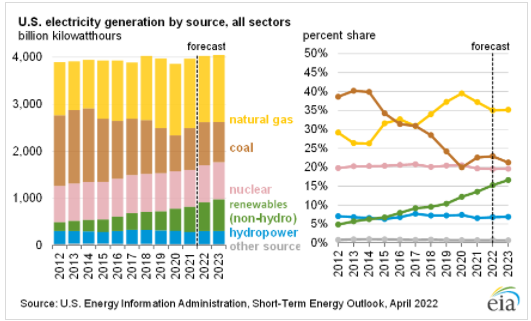 U.S. electricity generation by source, all sectors
billion kilowatthours
forecast
4,000
3,000
2,000
1,000
0
natural gas
coal
nuclear
renewables
(non-hydro)
hydropower
other source
2012
2013
2014
2015
2016
2017
2018
2019
2020
2021
2022
2023
percent share
forecast
50%
45%
40%
35%
30%
25%
20%
15%
10%
5%
0%
2012
2013
2014
2015
2016
2017
2018
2019
2020
2021
2022
2023
Source: U.S. Energy Information Administration, Short-Term Energy Outlook, April 2022
eia